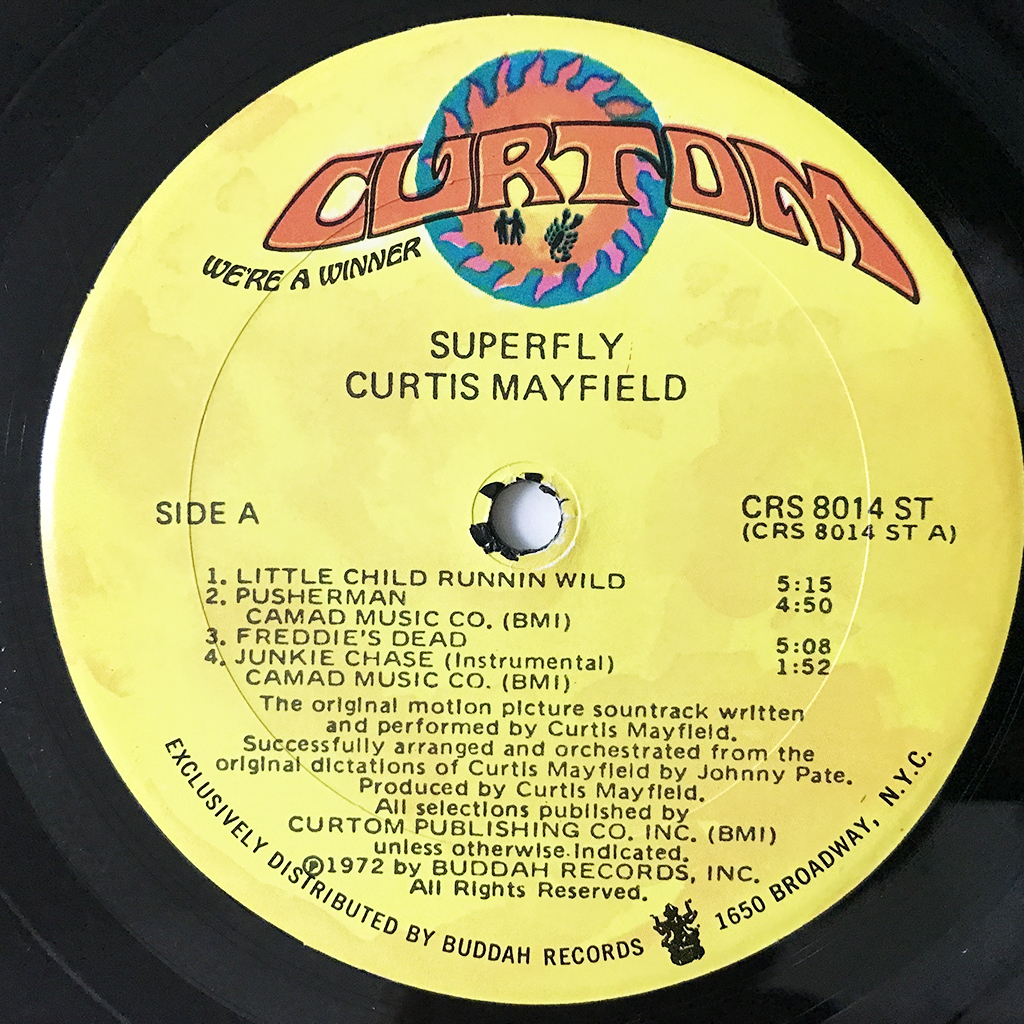 CURTOM
WE'RE A WINNER
SUPERFLY
CURTIS MAYFIELD
SIDE A
CRS 8014 ST
(CRS 8014 ST A)
1. LITTLE CHILD RUNNIN WILD 5:15
2. PUSHERMAN 4:50
CAMAD MUSIC CO. (BMI)
3. FREDDIE'S DEAD 5:08
4. JUNKIE CHASE (Instrumental) 1:52
CAMAD MUSIC CO. (BMI)
The original motion picture sountrack written
and performed by Curtis Mayfield.
Successfully arranged and orchestrated from the
original dictations of Curtis Mayfield by Johnny Pate.
Produced by Curtis Mayfield.
All selections published by
CURTOM PUBLISHING CO. INC. (BMI)
unless otherwise indicated.
℗1972 by BUDDAH RECORDS, INC.
All Rights Reserved.
EXCLUSIVELY DISTRIBUTED BY BUDDAH RECORDS 1650 BROADWAY, N.Y.C.